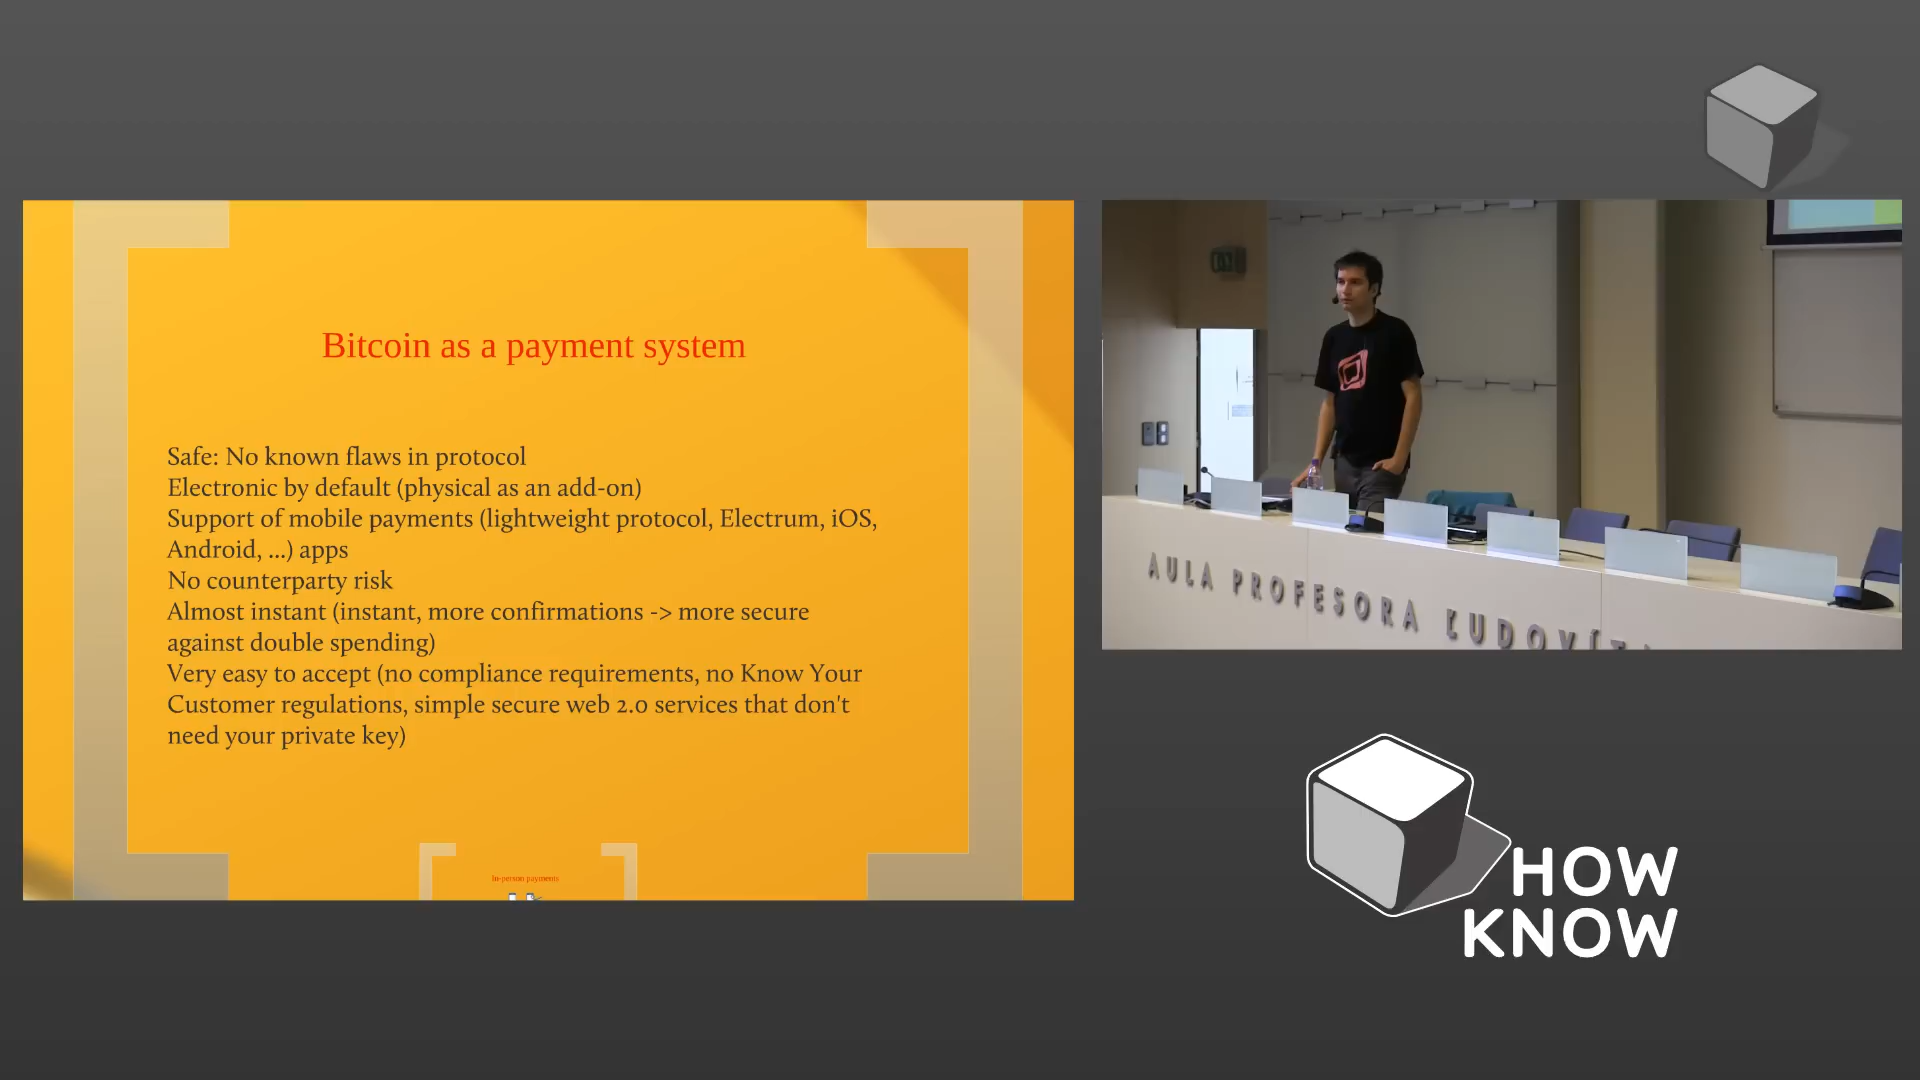 Bitcoin as a payment system
Safe: No known flaws in protocol
Electronic by default (physical as an add-on)
Support of mobile payments (lightweight protocol, Electrum, iOS,
Android, ...) apps
No counterparty risk
Almost instant (instant, more confirmations -> more secure
against double spending)
Very easy to accept (no compliance requirements, no Know Your
Customer regulations, simple secure web 2.0 services that don't
need your private key)
In-person payments
AULA PROFESORA ĽUDOVÍT
HOW
KNOW